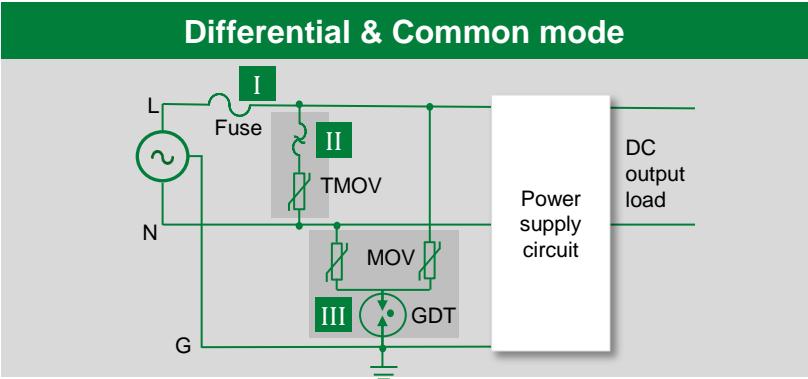 Differential & Common mode
I
L
Fuse
II
TMOV
DC
output
load
Power
supply
circuit
N
MOV
III
GDT
G